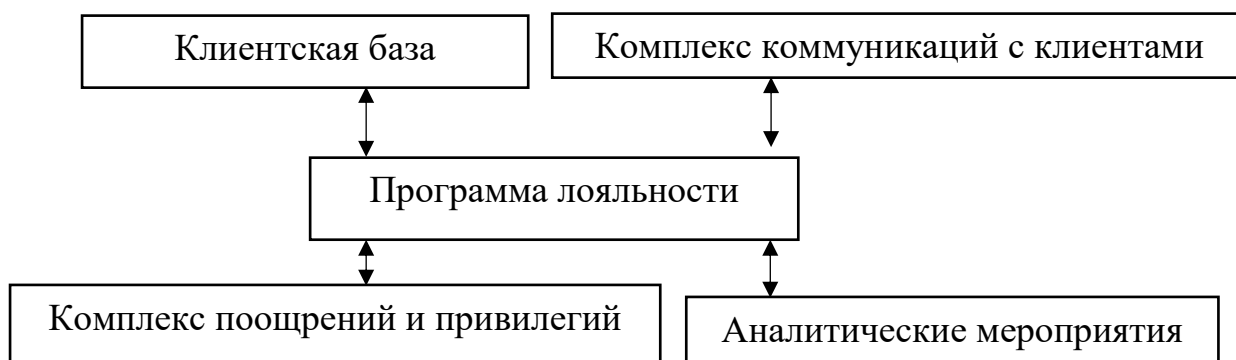 Клиентская база
Комплекс коммуникаций с клиентами
Программа лояльности
Комплекс поощрений и привилегий
Аналитические мероприятия